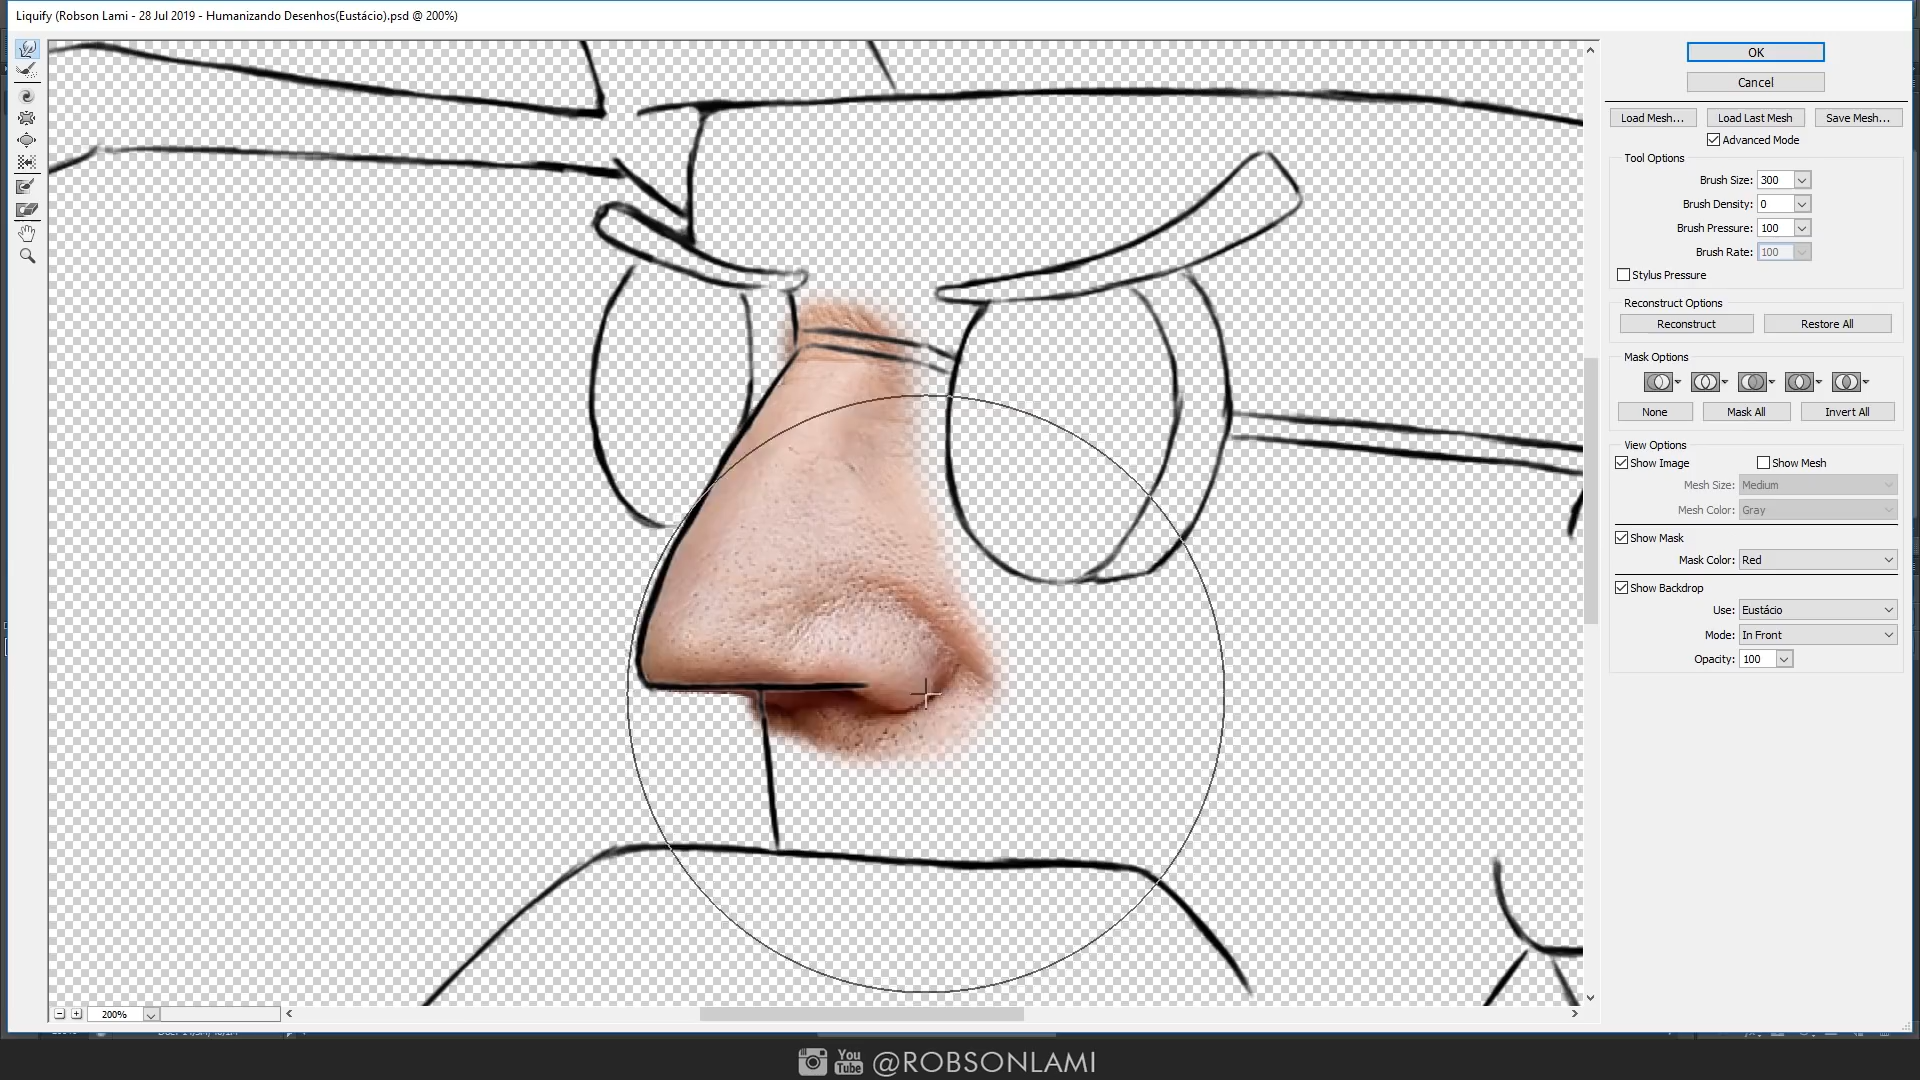 Liquify (Robson Lami - 28 Jul 2019 - Humanizando Desenhos(Eustácio).psd @ 200%)
OK
Cancel
Load Mesh... Load Last Mesh Save Mesh...
Advanced Mode
Tool Options
Brush Size: 300
Brush Density: 0
Brush Pressure: 100
Brush Rate: 100
Stylus Pressure
Reconstruct Options
Reconstruct Restore All
Mask Options
None Mask All Invert All
View Options
Show Image Show Mesh
Mesh Size: Medium
Mesh Color: Gray
Show Mask
Mask Color: Red
Show Backdrop
Use: Eustácio
Mode: In Front
Opacity: 100
200%
You Tube @ROBSONLAMI